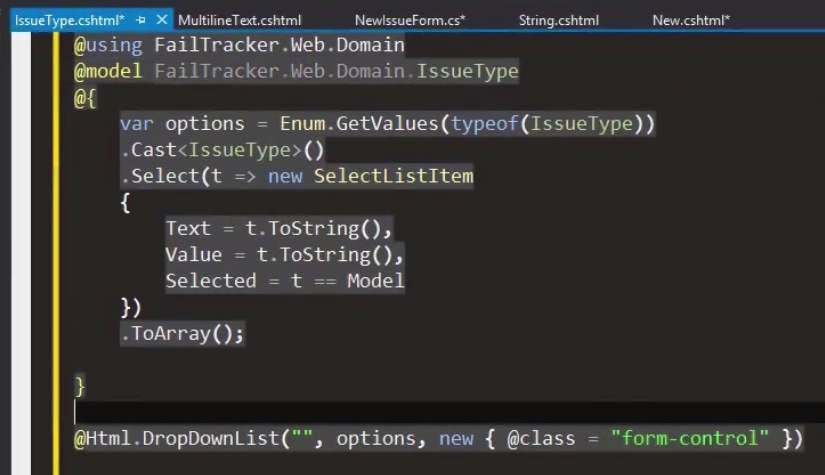 IssueType.cshtml* MultilineText.cshtml NewIssueForm.cs* String.cshtml New.cshtml*
@using FailTracker.Web.Domain
@model FailTracker.Web.Domain.IssueType
@{
var options = Enum.GetValues(typeof(IssueType))
.Cast<IssueType>()
.Select(t => new SelectListItem
{
Text = t.ToString(),
Value = t.ToString(),
Selected = t == Model
})
.ToArray();
}
@Html.DropDownList("", options, new { @class = "form-control" })